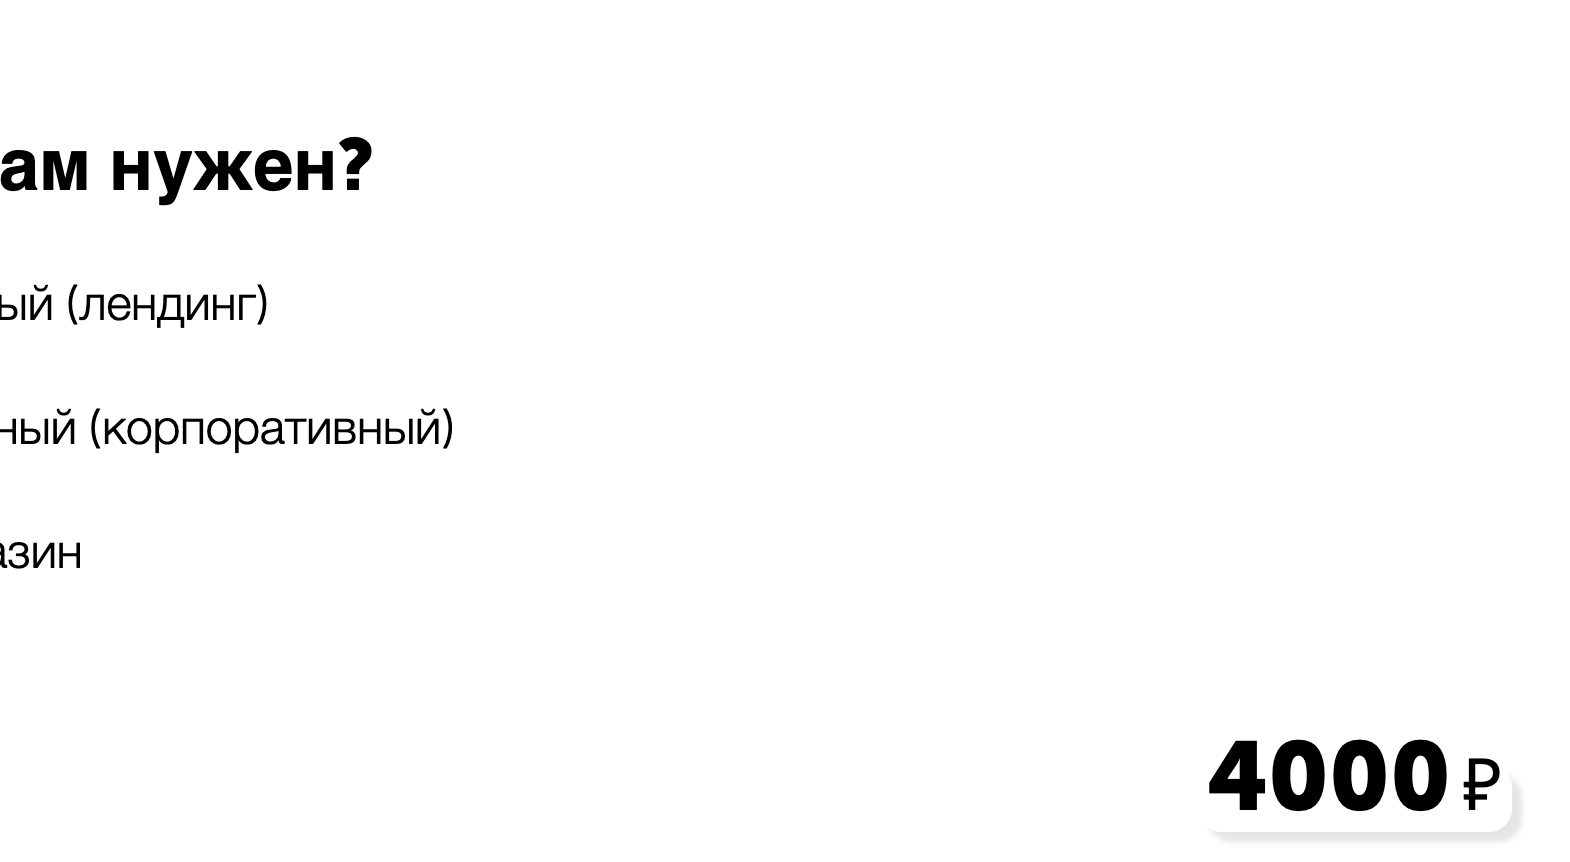 ам нужен?
ый (лендинг)
ный (корпоративный)
азин
4000 ₽